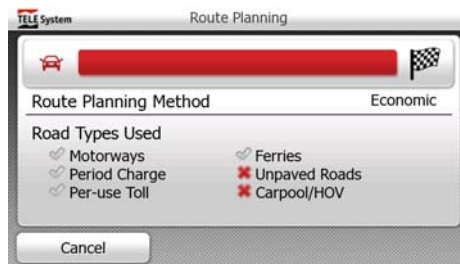 TELE System Route Planning
Route Planning Method Economic
Road Types Used
Motorways Ferries
Period Charge Unpaved Roads
Per-use Toll Carpool/HOV
Cancel